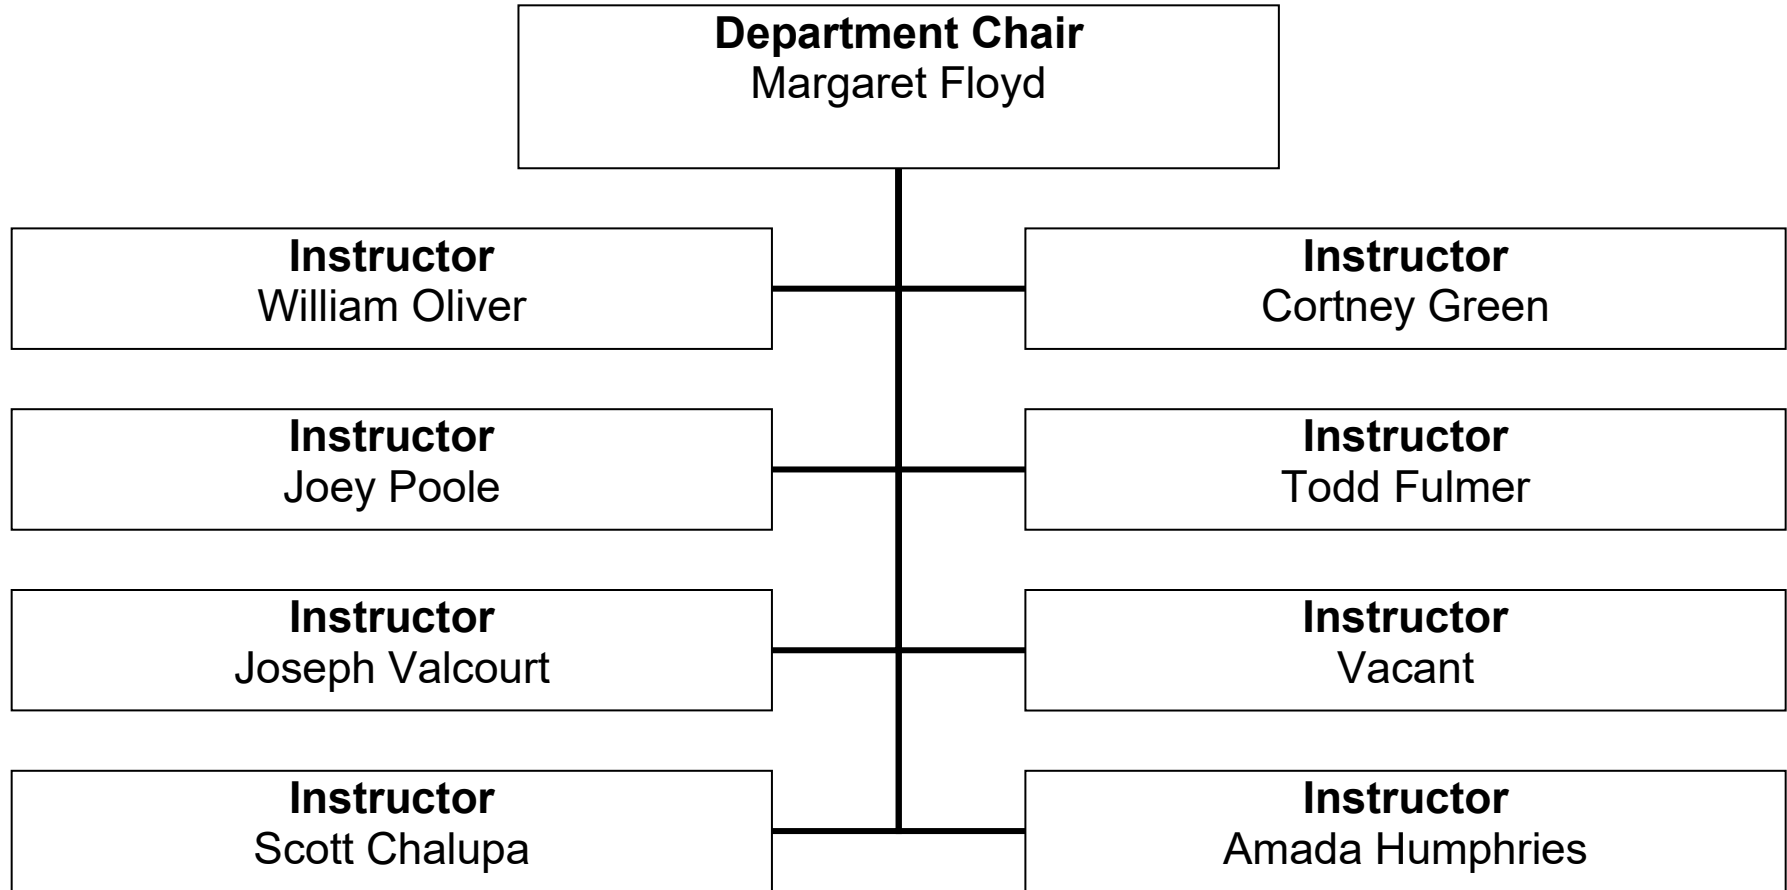 Department Chair
Margaret Floyd
Instructor
William Oliver
Instructor
Cortney Green
Instructor
Joey Poole
Instructor
Todd Fulmer
Instructor
Joseph Valcourt
Instructor
Vacant
Instructor
Scott Chalupa
Instructor
Amada Humphries